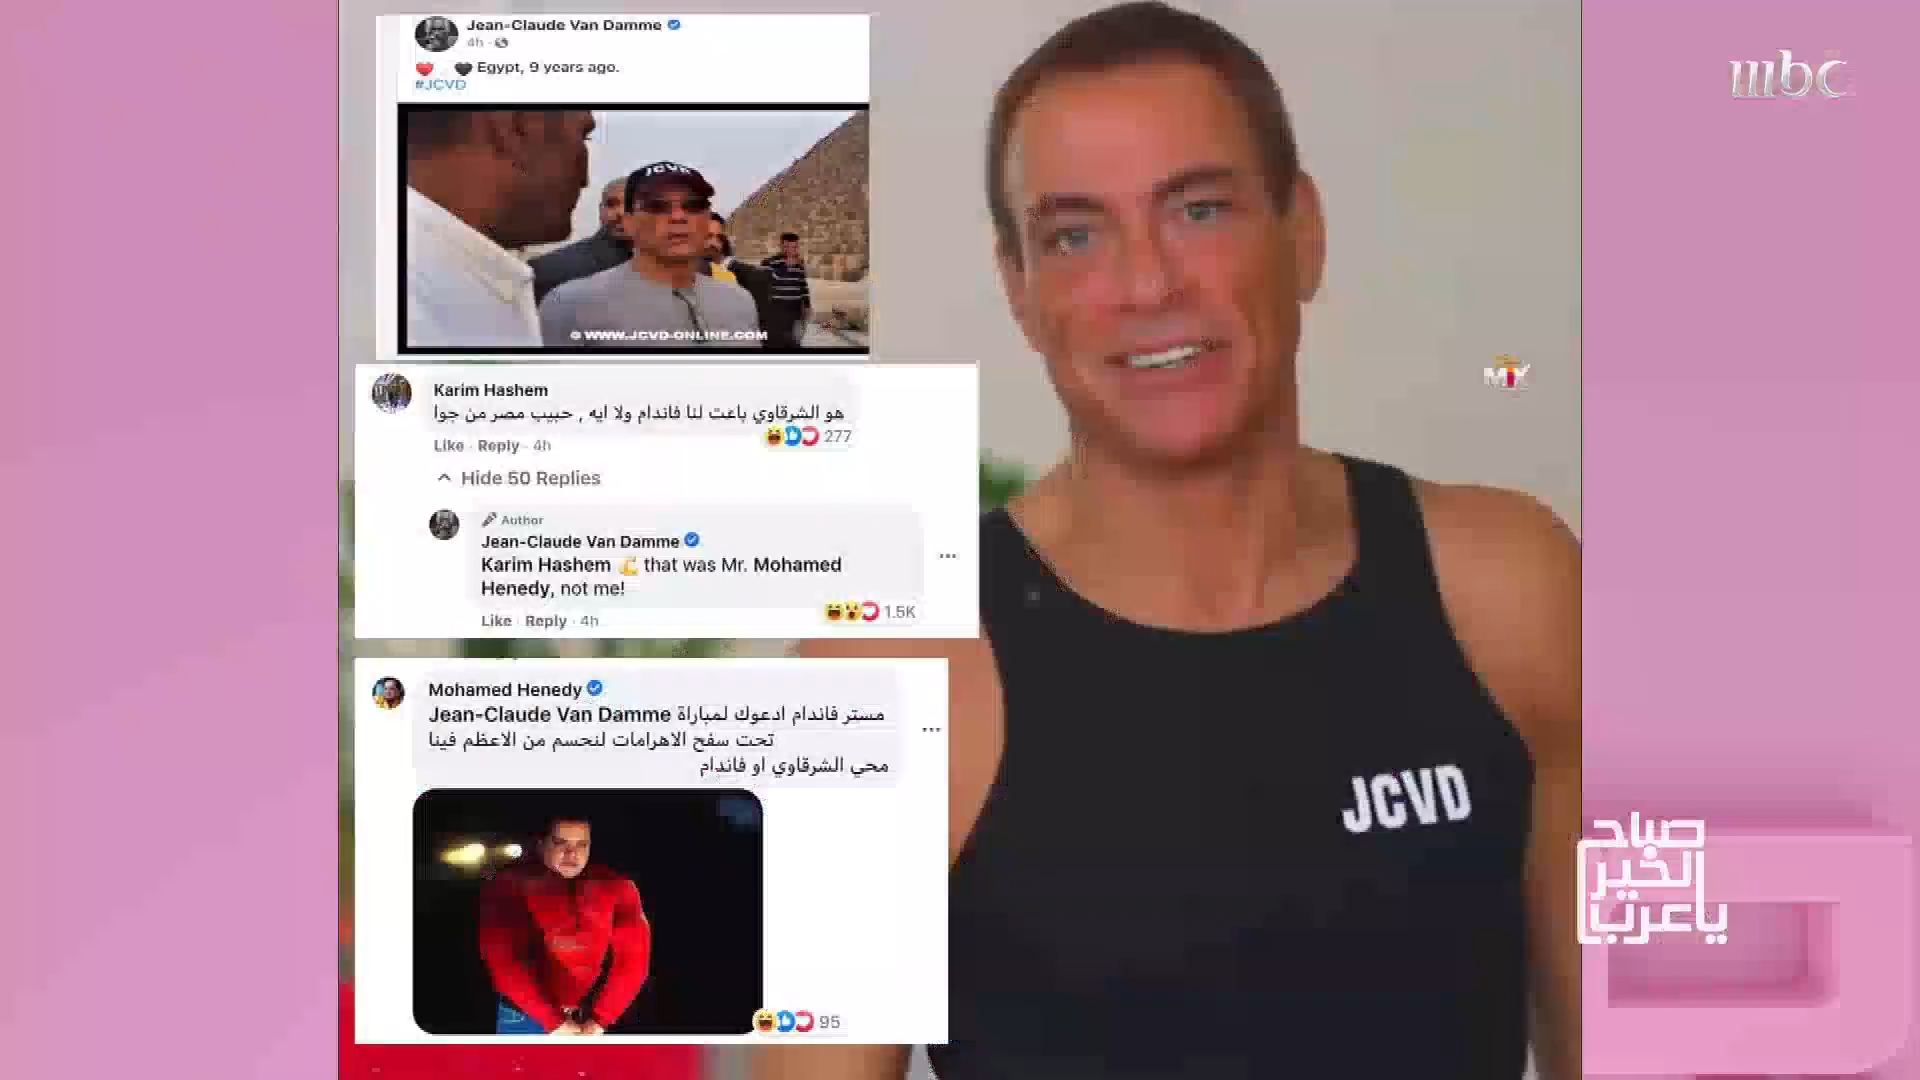 Jean-Claude Van Damme
4h
Egypt, 9 years ago.
#JCVD
JCVD
© WWW.JCVD-ONLINE.COM
Karim Hashem
هو الشرقاوي باعت لنا فاندام ولا ايه , حبيب مصر من جوا
277
Like · Reply · 4h
Hide 50 Replies
Author
Jean-Claude Van Damme
Karim Hashem 💪 that was Mr. Mohamed
Henedy, not me!
1.5K
Like · Reply · 4h
Mohamed Henedy
Jean-Claude Van Damme مستر فاندام ادعوك لمباراة
تحت سفح الاهرامات لنحسم من الاعظم فينا
محي الشرقاوي او فاندام
95
mbc
JCVD
صباح
الخير
ياعرب